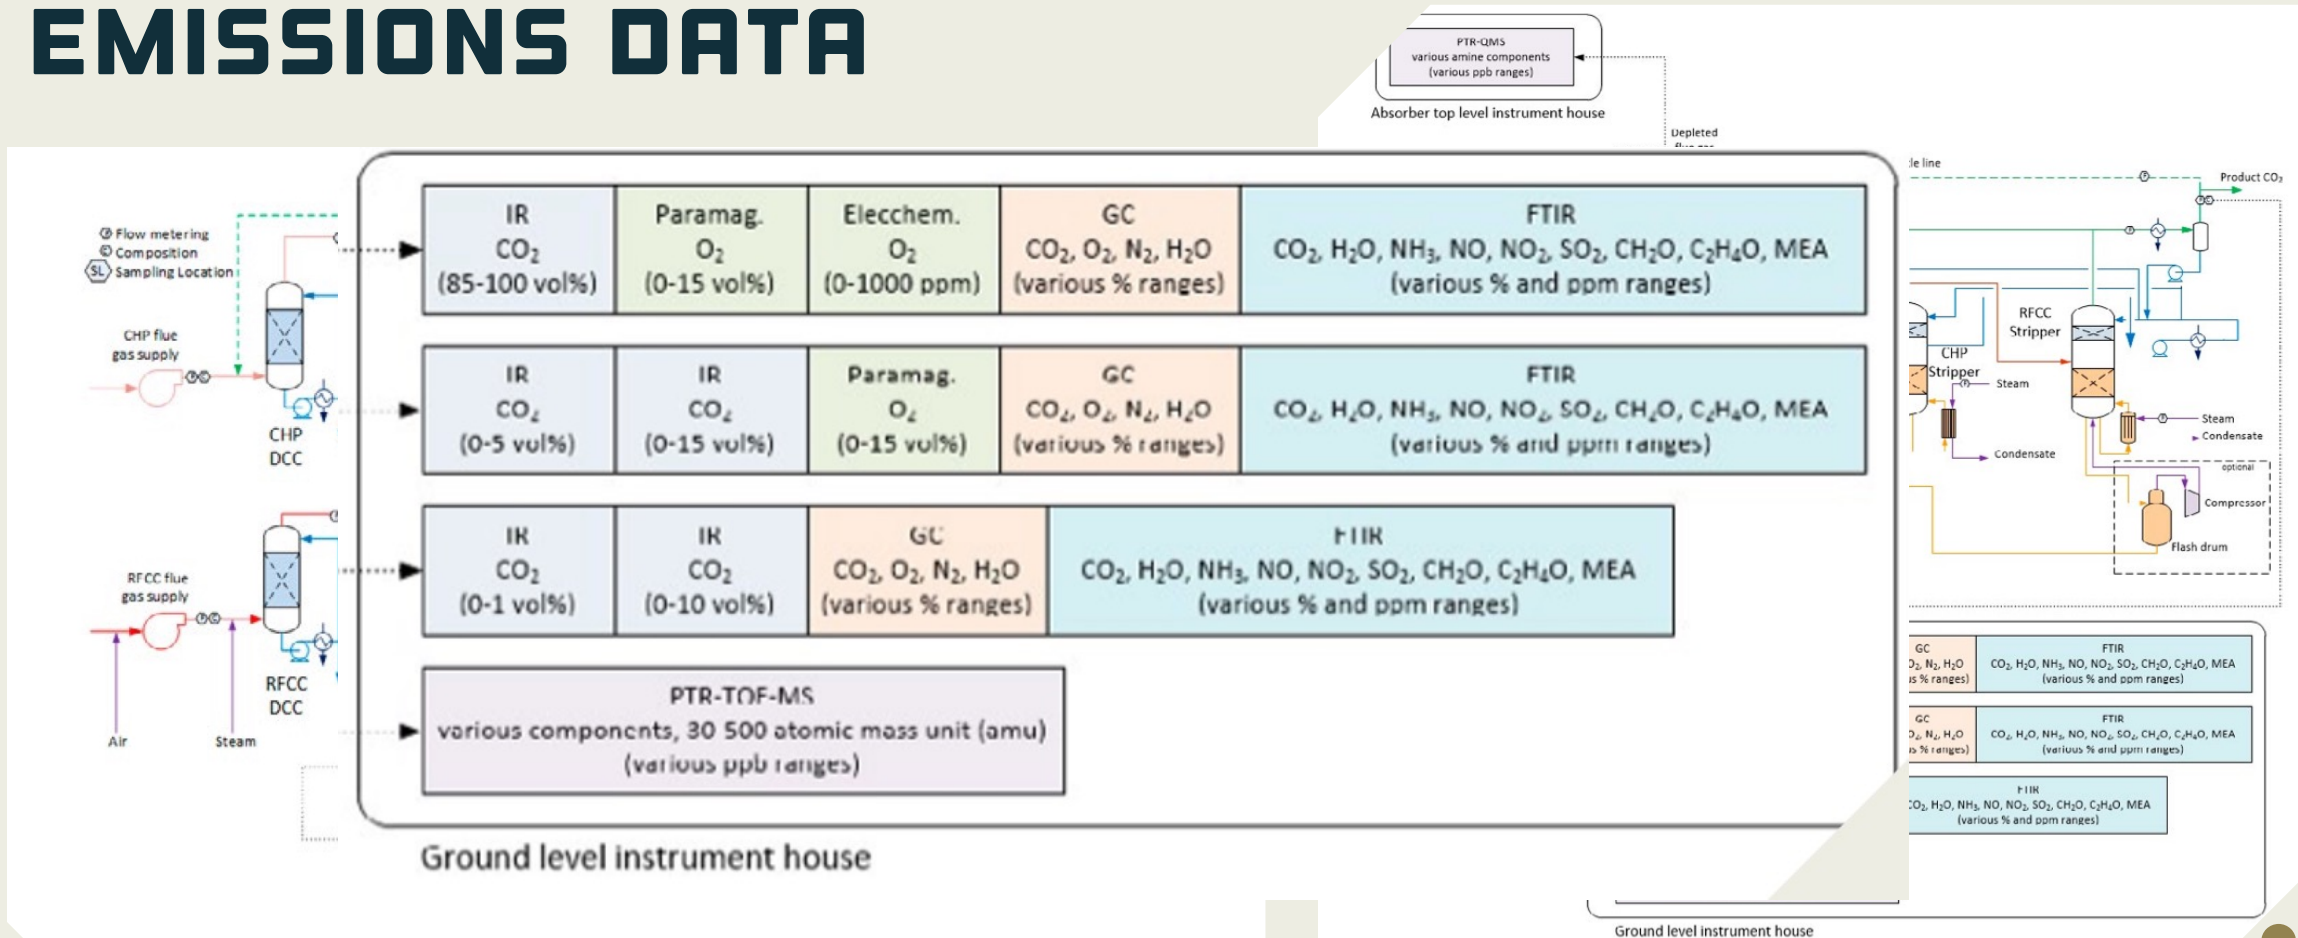 EMISSIONS DATA
PTR-QMS
various amine components
(various ppb ranges)
Absorber top level instrument house
Depleted
Product CO₂
Flow metering
Composition
SL Sampling Location
CHP flue
gas supply
CHP
DCC
RFCC flue
gas supply
RFCC
DCC
Air
Steam
IR
CO₂
(85-100 vol%)
Paramag.
O₂
(0-15 vol%)
Elecchem.
O₂
(0-1000 ppm)
GC
CO₂, O₂, N₂, H₂O
(various % ranges)
FTIR
CO₂, H₂O, NH₃, NO, NO₂, SO₂, CH₂O, C₂H₄O, MEA
(various % and ppm ranges)
IR
CO₂
(0-5 vol%)
IR
CO₂
(0-15 vol%)
Paramag.
O₂
(0-15 vol%)
GC
CO₂, O₂, N₂, H₂O
(various % ranges)
FTIR
CO₂, H₂O, NH₃, NO, NO₂, SO₂, CH₂O, C₂H₄O, MEA
(various % and ppm ranges)
IR
CO₂
(0-1 vol%)
IR
CO₂
(0-10 vol%)
GC
CO₂, O₂, N₂, H₂O
(various % ranges)
FTIR
CO₂, H₂O, NH₃, NO, NO₂, SO₂, CH₂O, C₂H₄O, MEA
(various % and ppm ranges)
PTR-TOF-MS
various components, 30 500 atomic mass unit (amu)
(various ppb ranges)
Ground level instrument house
line
RFCC
Stripper
CHP
Stripper
Steam
Condensate
Steam
Condensate
optional
Compressor
Flash drum
GC
N₂, H₂O
% ranges)
FTIR
CO₂, H₂O, NH₃, NO, NO₂, SO₂, CH₂O, C₂H₄O, MEA
(various % and ppm ranges)
GC
N₂, H₂O
% ranges)
FTIR
CO₂, H₂O, NH₃, NO, NO₂, SO₂, CH₂O, C₂H₄O, MEA
(various % and ppm ranges)
FTIR
CO₂, H₂O, NH₃, NO, NO₂, SO₂, CH₂O, C₂H₄O, MEA
(various % and ppm ranges)
Ground level instrument house